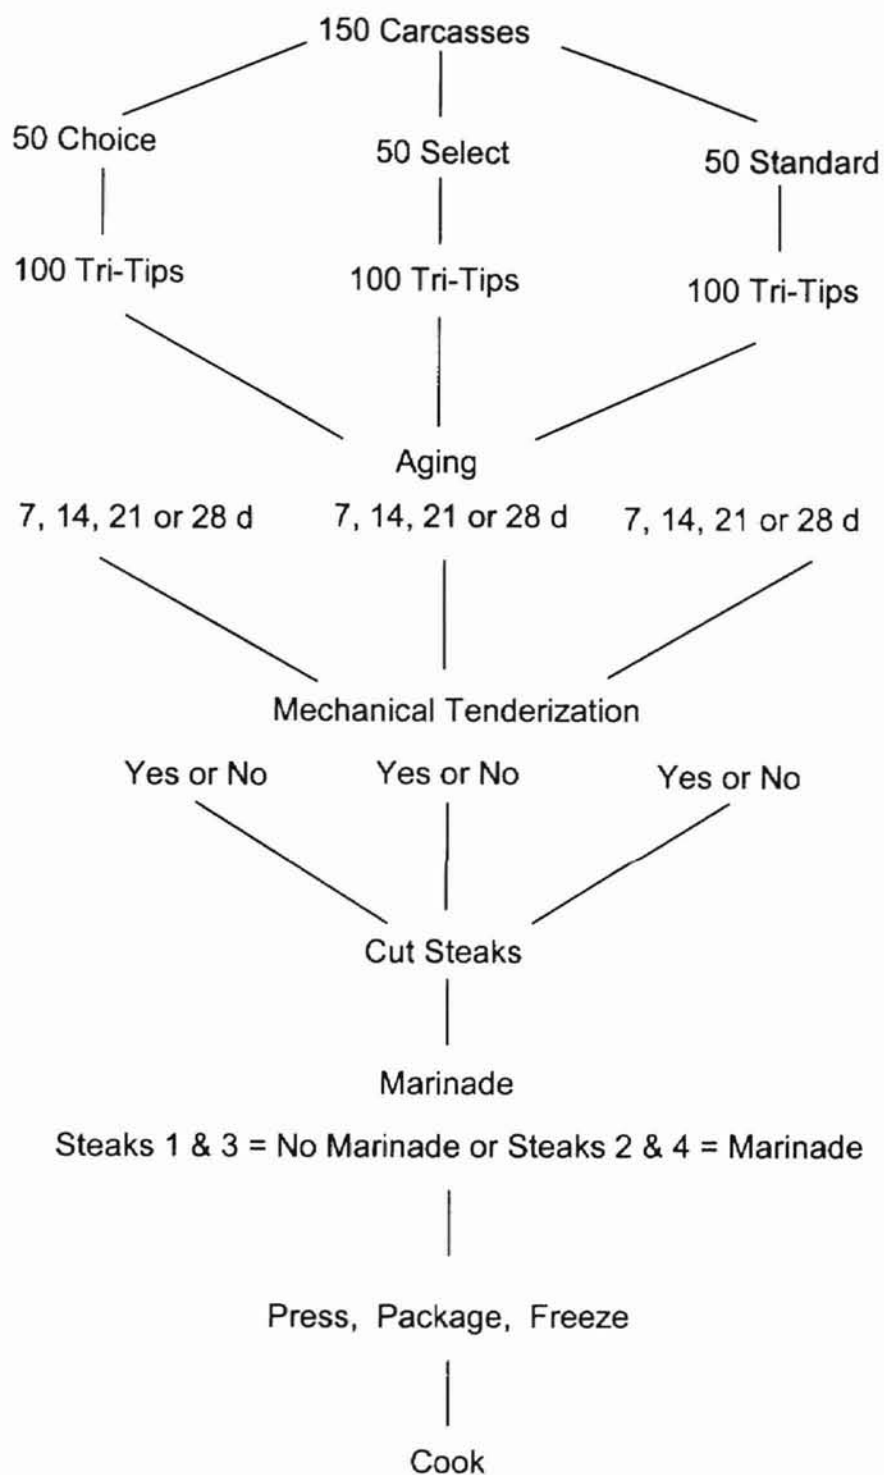 150 Carcasses
50 Choice 50 Select 50 Standard
100 Tri-Tips 100 Tri-Tips 100 Tri-Tips
Aging
7, 14, 21 or 28 d 7, 14, 21 or 28 d 7, 14, 21 or 28 d
Mechanical Tenderization
Yes or No Yes or No Yes or No
Cut Steaks
Marinade
Steaks 1 & 3 = No Marinade or Steaks 2 & 4 = Marinade
Press, Package, Freeze
Cook